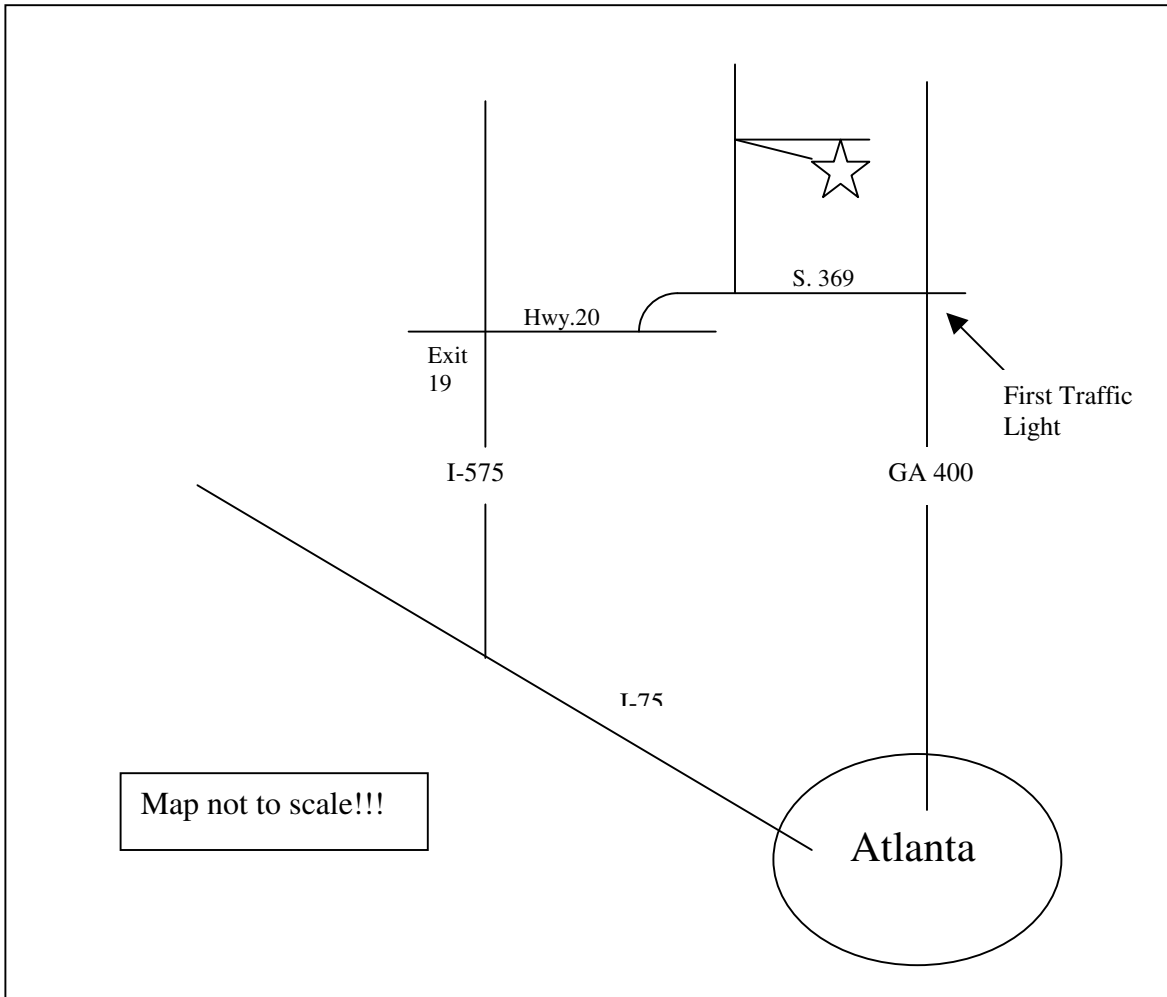 S. 369
Hwy.20
Exit
19
First Traffic
Light
I-575
GA 400
I-75
Map not to scale!!!
Atlanta